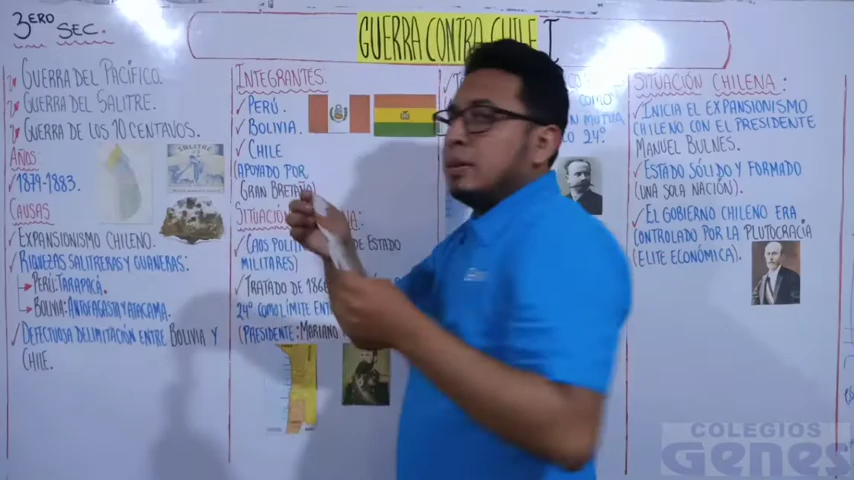 3ERO SEC.
GUERRA CONTRA CHILE I
GUERRA DEL PACÍFICO.
GUERRA DEL SALITRE.
GUERRA DE LOS 10 CENTAVOS.
AÑOS
1879-1883.
CAUSAS
EXPANSIONISMO CHILENO.
RIQUEZAS SALITRERAS Y GUANERAS:
PERÚ: TARAPACÁ.
BOLIVIA: ANTOFAGASTA Y ATACAMA.
DEFECTUOSA DELIMITACIÓN ENTRE BOLIVIA Y
CHILE.
SALITRE
INTEGRANTES
PERÚ.
BOLIVIA.
CHILE
(APOYADO POR
GRAN BRETAÑA)
CAOS DE ESTADO
MILITARES)
TRATADO DE
24° COMO LÍMITE
(PRESIDENTE: MARIANO
COMO
MUTUA
24°
SITUACIÓN CHILENA:
INICIA EL EXPANSIONISMO
CHILENO CON EL PRESIDENTE
MANUEL BULNES.
ESTADO SÓLIDO Y FORMADO
(UNA SOLA NACIÓN).
EL GOBIERNO CHILENO ERA
CONTROLADO POR LA PLUTOCRACIA
(ELITE ECONÓMICA).
COLEGIOS
Genes